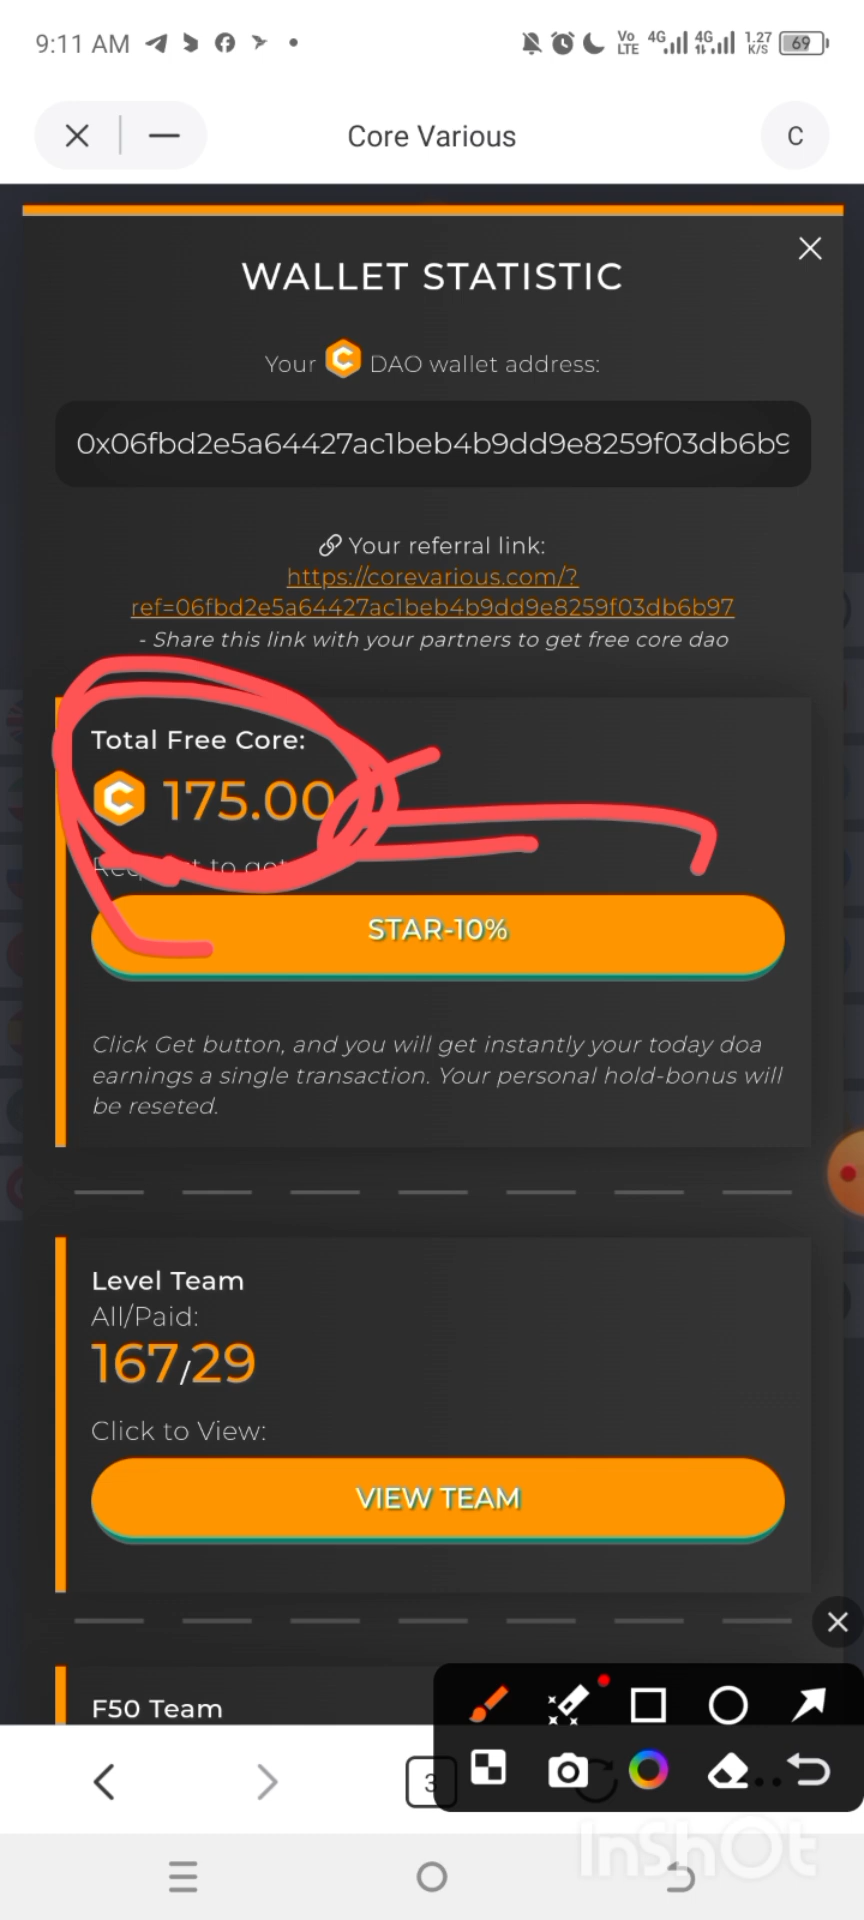 9:11 AM
Vo LTE 4G 4G 1.27 K/S 69
Core Various
C
WALLET STATISTIC
Your C DAO wallet address:
0x06fbd2e5a64427ac1beb4b9dd9e8259f03db6b9
Your referral link:
https://corevarious.com/?
ref=06fbd2e5a64427ac1beb4b9dd9e8259f03db6b97
- Share this link with your partners to get free core dao
Total Free Core:
C 175.00
to get
STAR-10%
Click Get button, and you will get instantly your today doa
earnings a single transaction. Your personal hold-bonus will
be reseted.
Level Team
All/Paid:
167/29
Click to View:
VIEW TEAM
F50 Team
3
InShOt